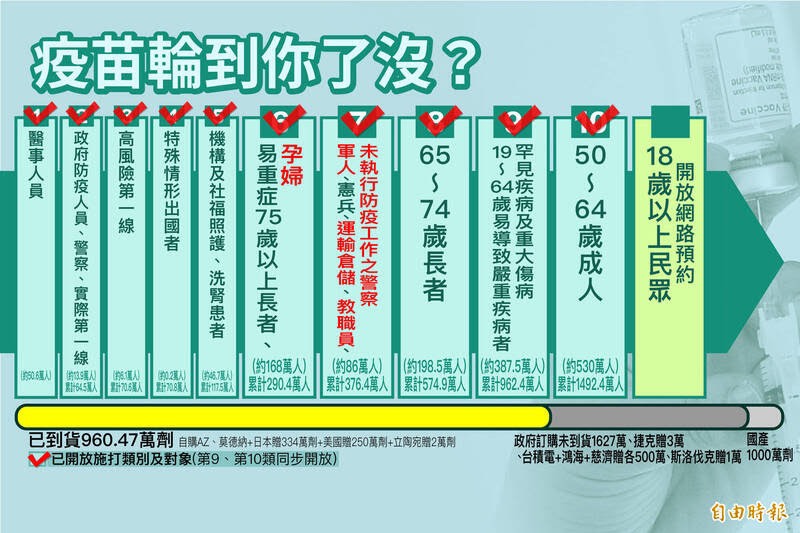 疫苗輪到你了沒？
1
醫事人員
(約50.6萬人)
2
政府防疫人員、警察、實際第一線
(約13.9萬人)
累計64.5萬人
3
高風險第一線
(約6.1萬人)
累計70.6萬人
4
特殊情形出國者
(約0.2萬人)
累計70.8萬人
5
機構及社福照護、洗腎患者
(約46.7萬人)
累計117.5萬人
6
孕婦
易重症75歲以上長者、
(約168萬人)
累計290.4萬人
7
未執行防疫工作之警察
軍人、憲兵、運輸倉儲、教職員、
(約86萬人)
累計376.4萬人
8
65～74歲長者
(約198.5萬人)
累計574.9萬人
9
罕見疾病及重大傷病
19～64歲易導致嚴重疾病者
(約387.5萬人)
累計962.4萬人
10
50～64歲成人
(約530萬人)
累計1492.4萬人
開放網路預約
18歲以上民眾
已到貨960.47萬劑 自購AZ、莫德納+日本贈334萬劑+美國贈250萬劑+立陶宛贈2萬劑
政府訂購未到貨1627萬、捷克贈3萬
、台積電+鴻海+慈濟贈各500萬、斯洛伐克贈1萬
國產
1000萬劑
已開放施打類別及對象(第9、第10類同步開放)
Vaccine
自由時報